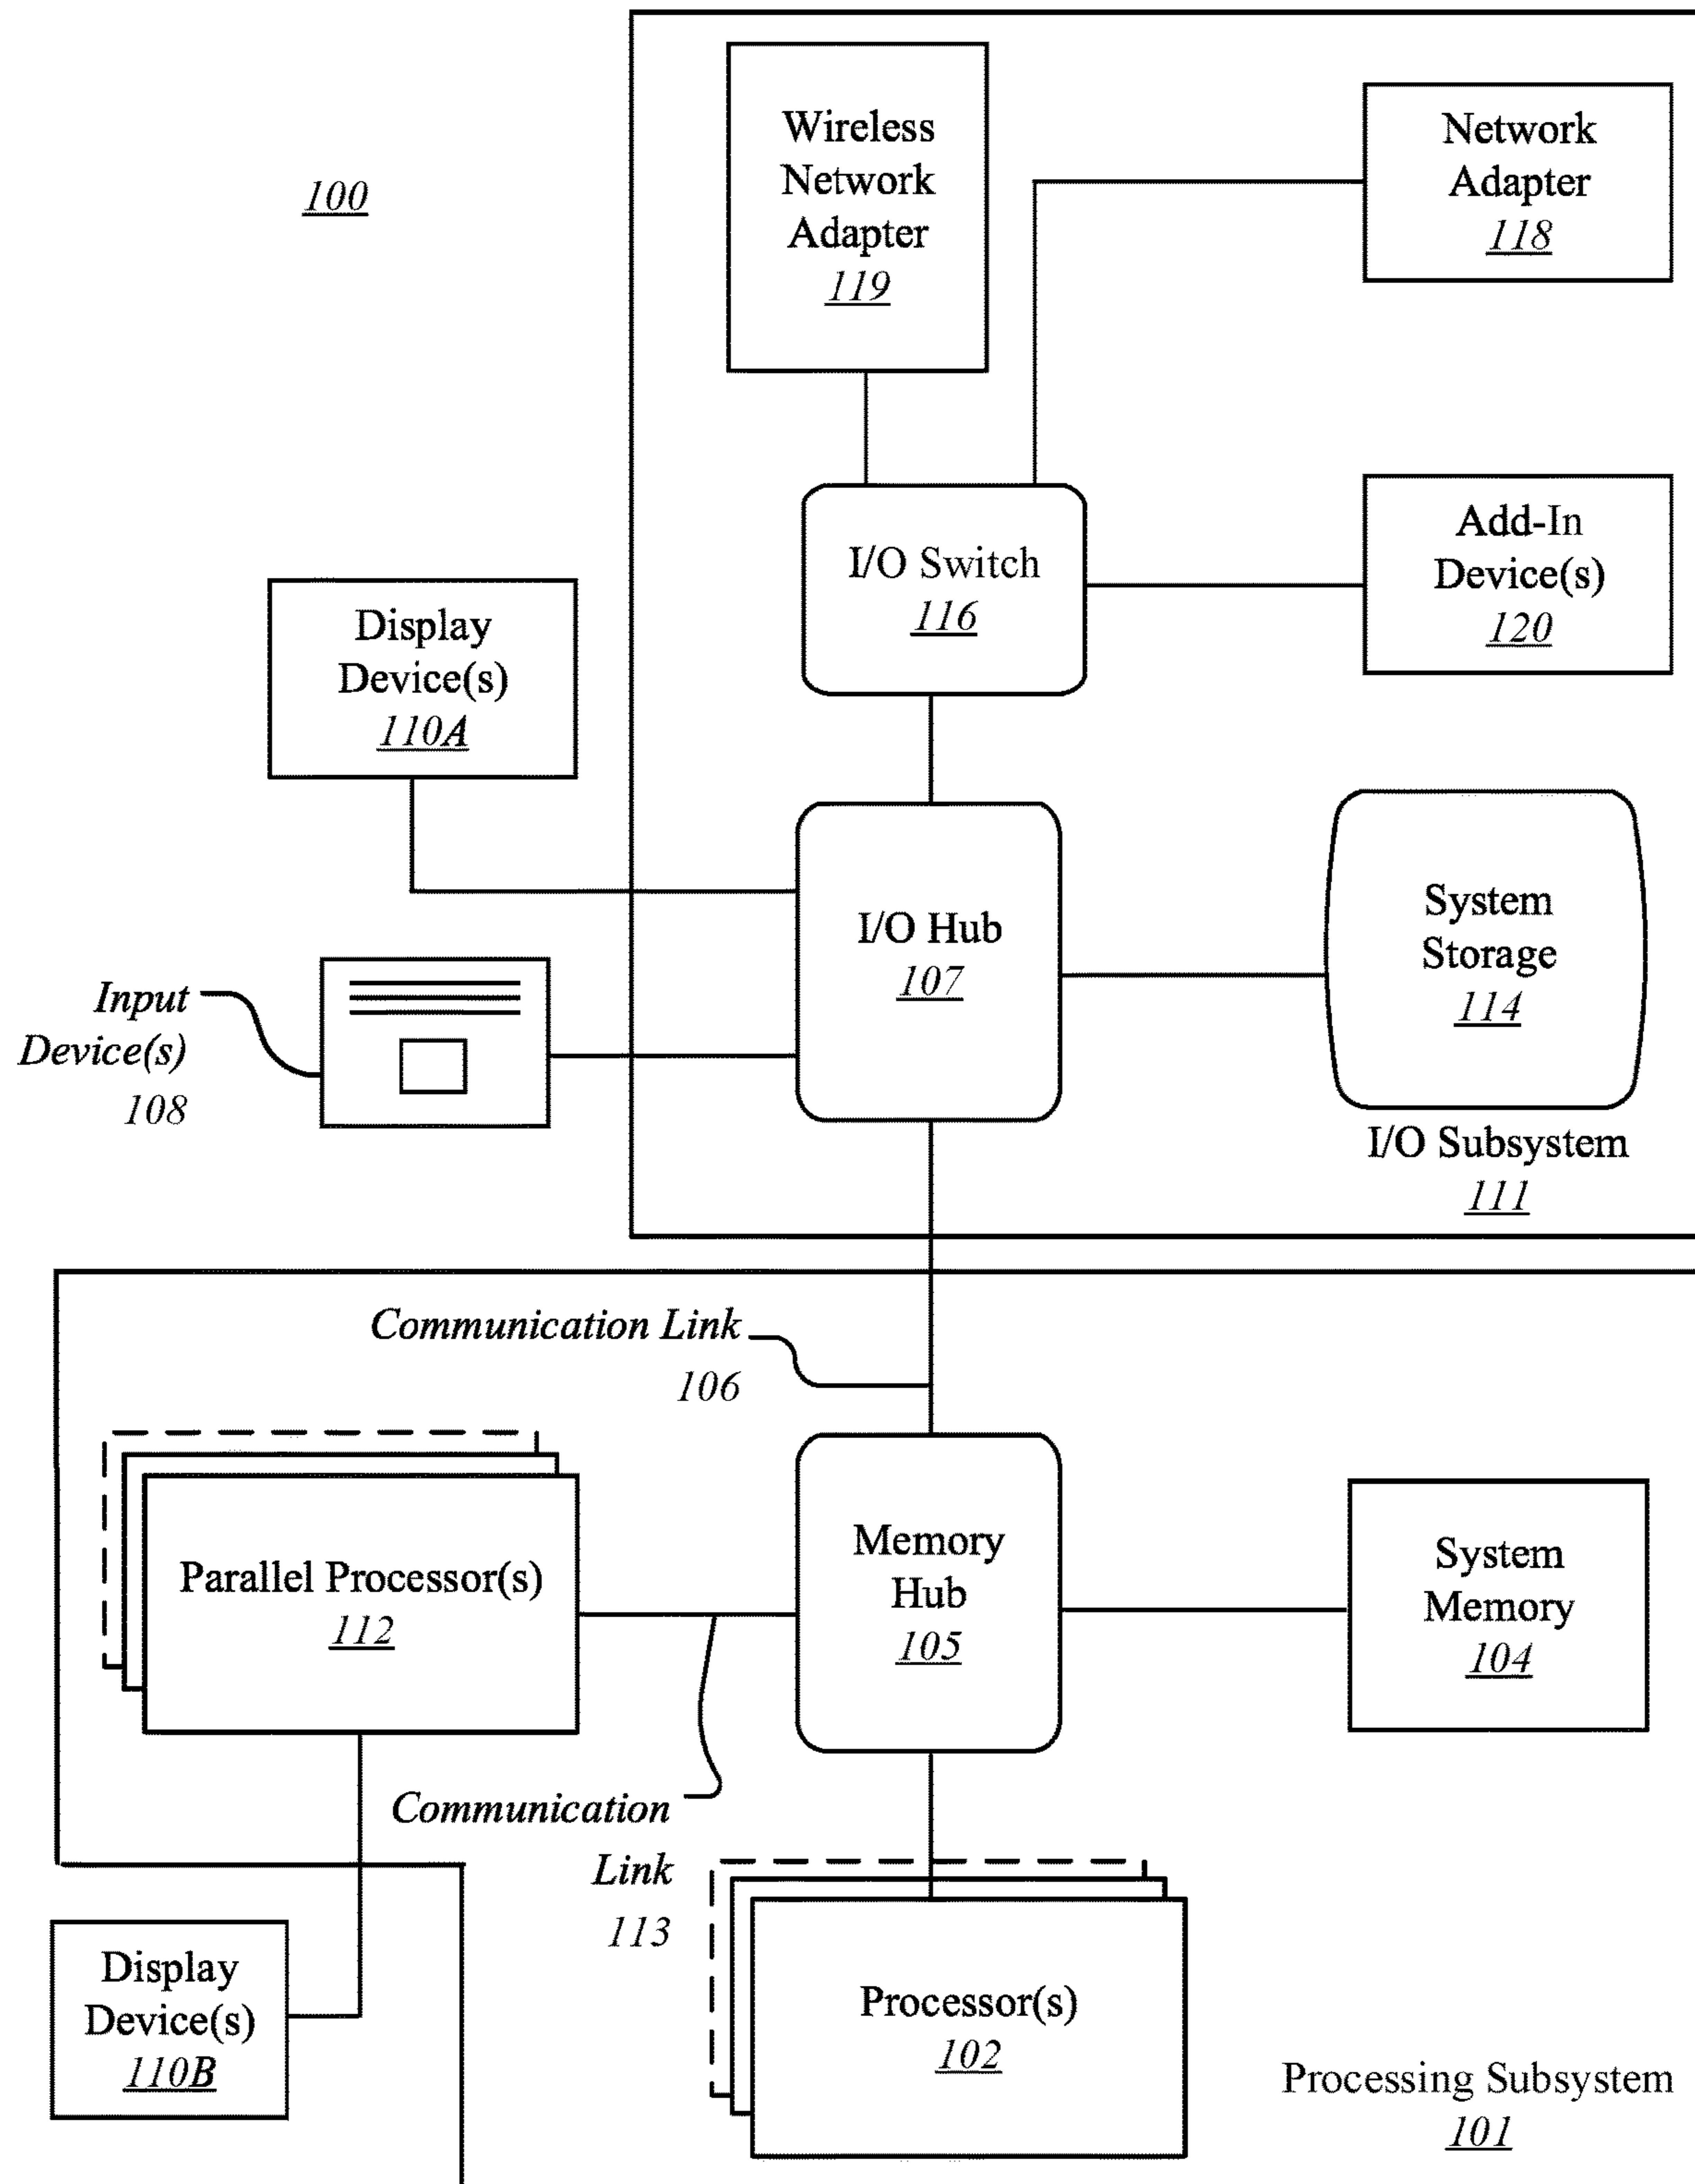 100
Wireless
Network
Adapter
119
Network
Adapter
118
I/O Switch
116
Add-In
Device(s)
120
Display
Device(s)
110A
I/O Hub
107
System
Storage
114
Input
Device(s)
108
I/O Subsystem
111
Communication Link
106
Parallel Processor(s)
112
Memory
Hub
105
System
Memory
104
Communication
Link
113
Display
Device(s)
110B
Processor(s)
102
Processing Subsystem
101